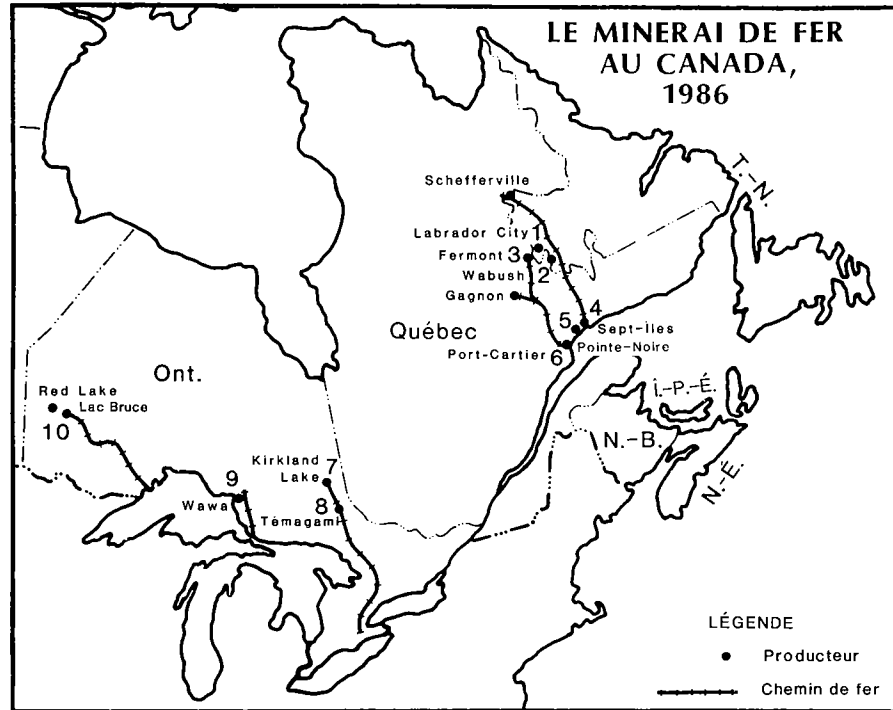 LE MINERAI DE FER
AU CANADA,
1986
T.-N.
Schefferville
Labrador City
1
Fermont
3
Wabush
2
Gagnon
Québec
5
4
Sept-Îles
Port-Cartier
6
Pointe-Noire
Ont.
Red Lake
Lac Bruce
10
Î.-P.-É.
N.-B.
N.-É.
Kirkland
Lake
7
9
Wawa
8
Témagami
LÉGENDE
Producteur
Chemin de fer